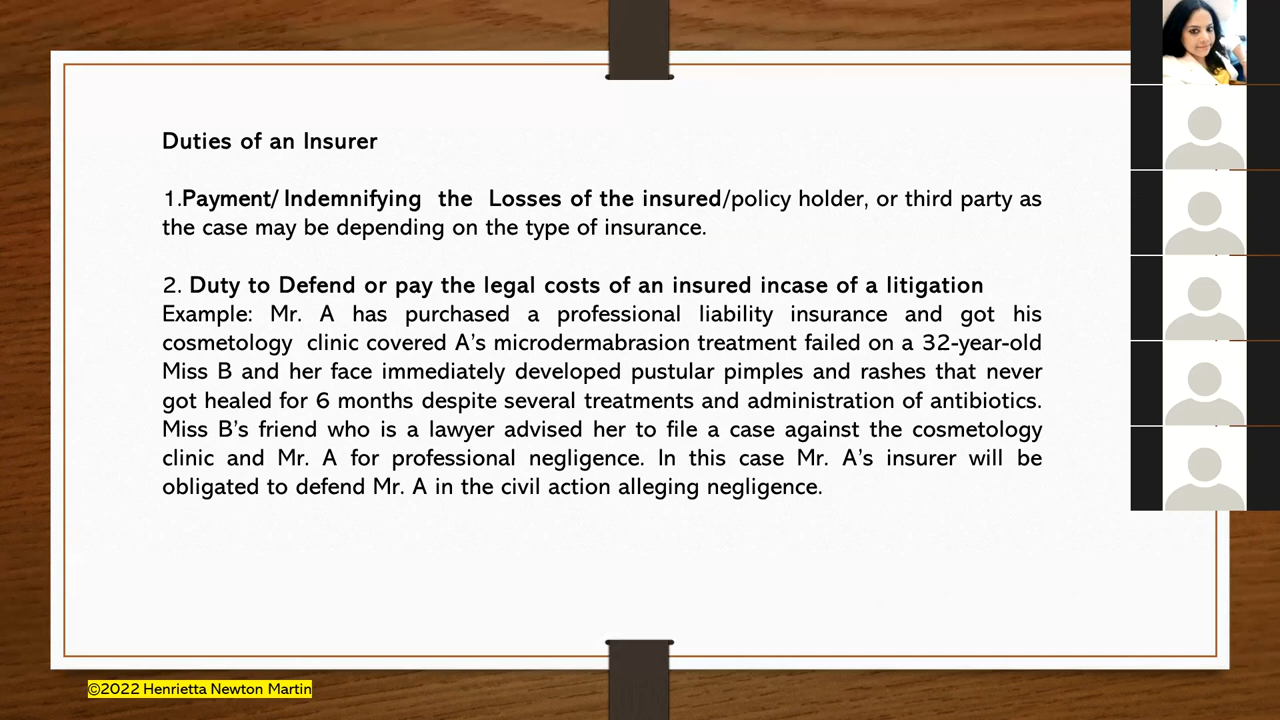 Duties of an Insurer
1.Payment/ Indemnifying the Losses of the insured/policy holder, or third party as
the case may be depending on the type of insurance.
2. Duty to Defend or pay the legal costs of an insured incase of a litigation
Example: Mr. A has purchased a professional liability insurance and got his
cosmetology clinic covered A’s microdermabrasion treatment failed on a 32-year-old
Miss B and her face immediately developed pustular pimples and rashes that never
got healed for 6 months despite several treatments and administration of antibiotics.
Miss B’s friend who is a lawyer advised her to file a case against the cosmetology
clinic and Mr. A for professional negligence. In this case Mr. A’s insurer will be
obligated to defend Mr. A in the civil action alleging negligence.
©2022 Henrietta Newton Martin